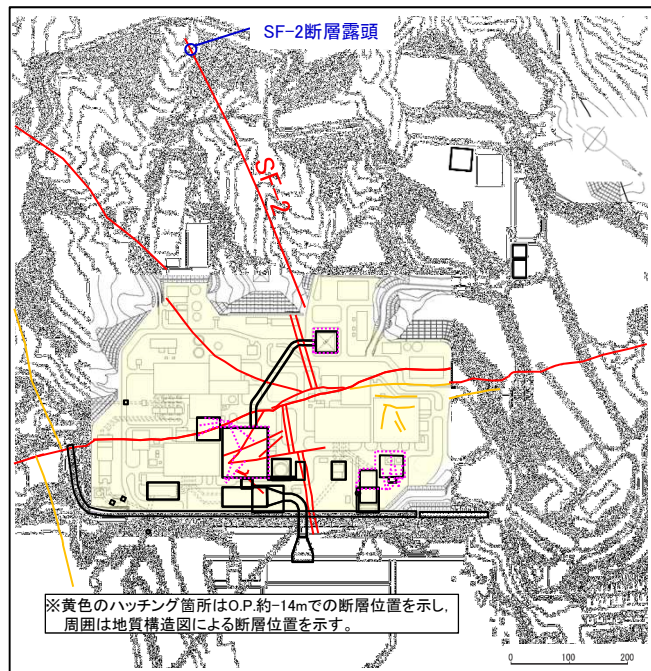 SF-2断層露頭
SF-2
※黄色のハッチング箇所はO.P.約-14mでの断層位置を示し,
周囲は地質構造図による断層位置を示す。
0 100 200